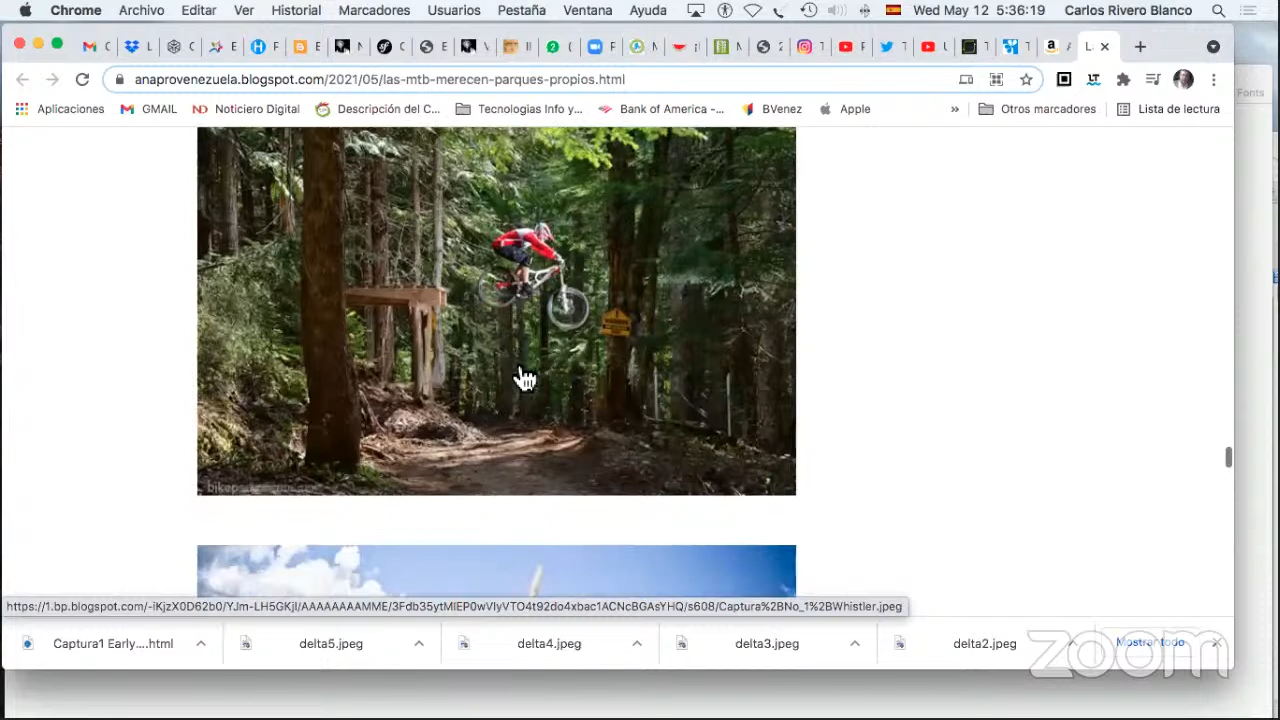 Chrome Archivo Editar Ver Historial Marcadores Usuarios Pestaña Ventana Ayuda Wed May 12 5:36:19 Carlos Rivero Blanco
anaprovenezuela.blogspot.com/2021/05/las-mtb-merecen-parques-propios.html
Aplicaciones GMAIL Noticiero Digital Descripción del C... Tecnologias Info y... Bank of America -... BVenez Apple » Otros marcadores Lista de lectura
Fonts
WARNING
https://1.bp.blogspot.com/-iKjzX0D62b0/YJm-LH5GKjI/AAAAAAAAMME/3Fdb35ytMlEP0wVIyVTO4t92do4xbac1ACNcBGAsYHQ/s608/Captura%2BNo_1%2BWhistler.jpeg
Captura1 Early....html delta5.jpeg delta4.jpeg delta3.jpeg delta2.jpeg Mostrar todo
zoom